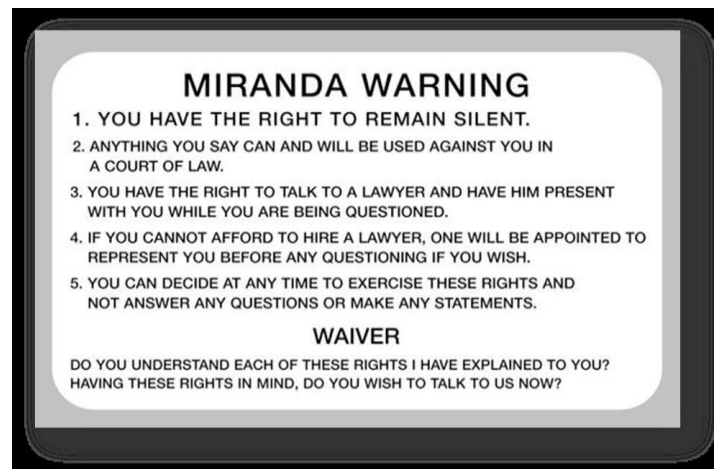 MIRANDA WARNING
1. YOU HAVE THE RIGHT TO REMAIN SILENT.
2. ANYTHING YOU SAY CAN AND WILL BE USED AGAINST YOU IN
A COURT OF LAW.
3. YOU HAVE THE RIGHT TO TALK TO A LAWYER AND HAVE HIM PRESENT
WITH YOU WHILE YOU ARE BEING QUESTIONED.
4. IF YOU CANNOT AFFORD TO HIRE A LAWYER, ONE WILL BE APPOINTED TO
REPRESENT YOU BEFORE ANY QUESTIONING IF YOU WISH.
5. YOU CAN DECIDE AT ANY TIME TO EXERCISE THESE RIGHTS AND
NOT ANSWER ANY QUESTIONS OR MAKE ANY STATEMENTS.
WAIVER
DO YOU UNDERSTAND EACH OF THESE RIGHTS I HAVE EXPLAINED TO YOU?
HAVING THESE RIGHTS IN MIND, DO YOU WISH TO TALK TO US NOW?